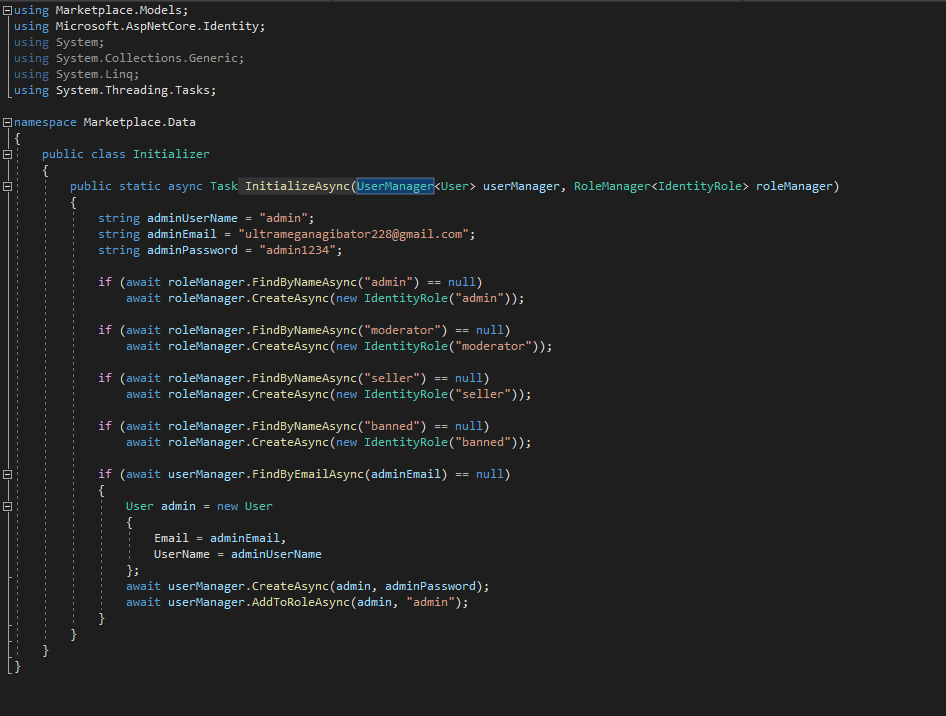 using Marketplace.Models;
using Microsoft.AspNetCore.Identity;
using System;
using System.Collections.Generic;
using System.Linq;
using System.Threading.Tasks;
namespace Marketplace.Data
{
public class Initializer
{
public static async Task InitializeAsync(UserManager<User> userManager, RoleManager<IdentityRole> roleManager)
{
string adminUserName = "admin";
string adminEmail = "ultrameganagibator228@gmail.com";
string adminPassword = "admin1234";
if (await roleManager.FindByNameAsync("admin") == null)
await roleManager.CreateAsync(new IdentityRole("admin"));
if (await roleManager.FindByNameAsync("moderator") == null)
await roleManager.CreateAsync(new IdentityRole("moderator"));
if (await roleManager.FindByNameAsync("seller") == null)
await roleManager.CreateAsync(new IdentityRole("seller"));
if (await roleManager.FindByNameAsync("banned") == null)
await roleManager.CreateAsync(new IdentityRole("banned"));
if (await userManager.FindByEmailAsync(adminEmail) == null)
{
User admin = new User
{
Email = adminEmail,
UserName = adminUserName
};
await userManager.CreateAsync(admin, adminPassword);
await userManager.AddToRoleAsync(admin, "admin");
}
}
}
}